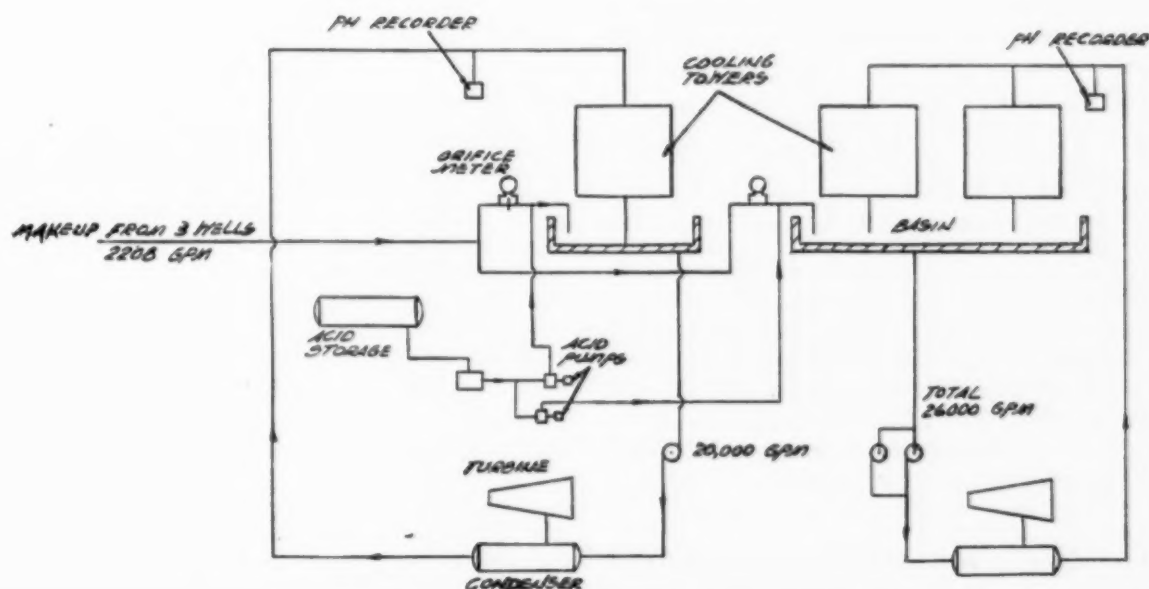 PH RECORDER
PH RECORDER
COOLING
TOWERS
ORIFICE
METER
MAKEUP FROM 3 WELLS
2208 GPM
BASIN
ACID
STORAGE
ACID
PUMPS
TOTAL
26000 GPM
20,000 GPM
TURBINE
CONDENSER